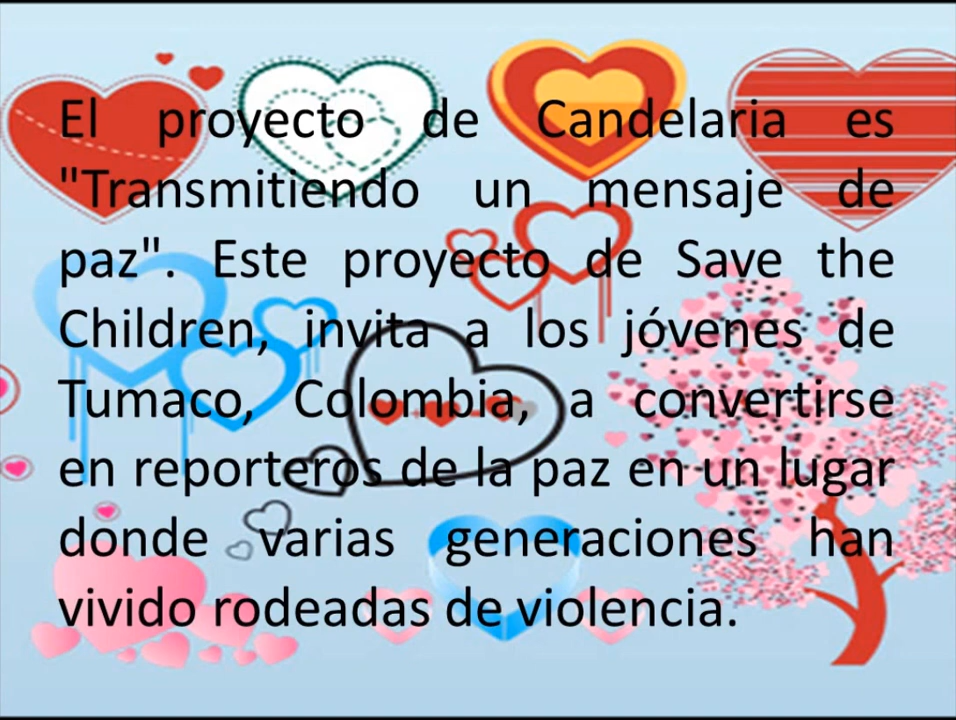 El proyecto de Candelaria es
"Transmitiendo un mensaje de
paz". Este proyecto de Save the
Children, invita a los jóvenes de
Tumaco, Colombia, a convertirse
en reporteros de la paz en un lugar
donde varias generaciones han
vivido rodeadas de violencia.